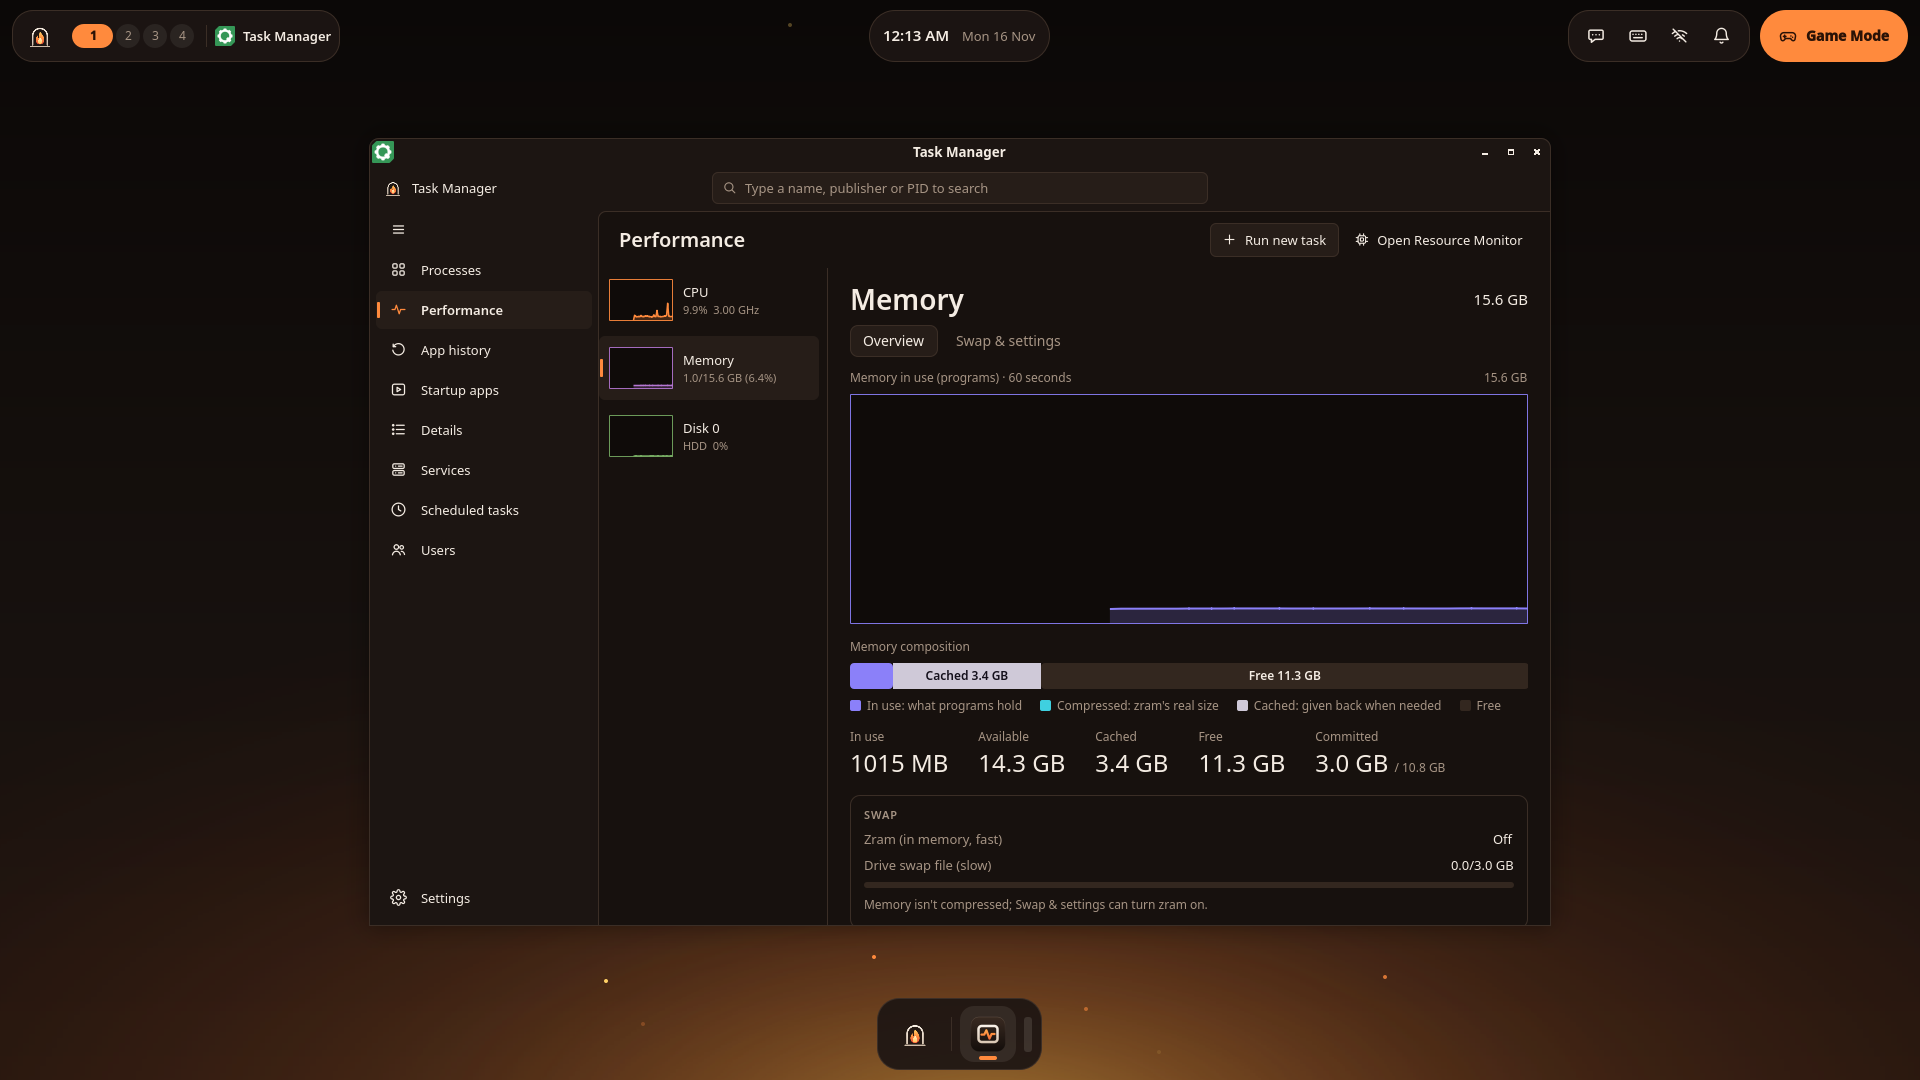 1 2 3 4 Task Manager
12:13 AM Mon 16 Nov
Game Mode
Task Manager
Task Manager
Type a name, publisher or PID to search
Processes
Performance
App history
Startup apps
Details
Services
Scheduled tasks
Users
Settings
Performance
Run new task
Open Resource Monitor
CPU
9.9% 3.00 GHz
Memory
1.0/15.6 GB (6.4%)
Disk 0
HDD 0%
Memory
15.6 GB
Overview
Swap & settings
Memory in use (programs) · 60 seconds
15.6 GB
Memory composition
Cached 3.4 GB
Free 11.3 GB
In use: what programs hold
Compressed: zram's real size
Cached: given back when needed
Free
In use
1015 MB
Available
14.3 GB
Cached
3.4 GB
Free
11.3 GB
Committed
3.0 GB / 10.8 GB
SWAP
Zram (in memory, fast)
Off
Drive swap file (slow)
0.0/3.0 GB
Memory isn't compressed; Swap & settings can turn zram on.